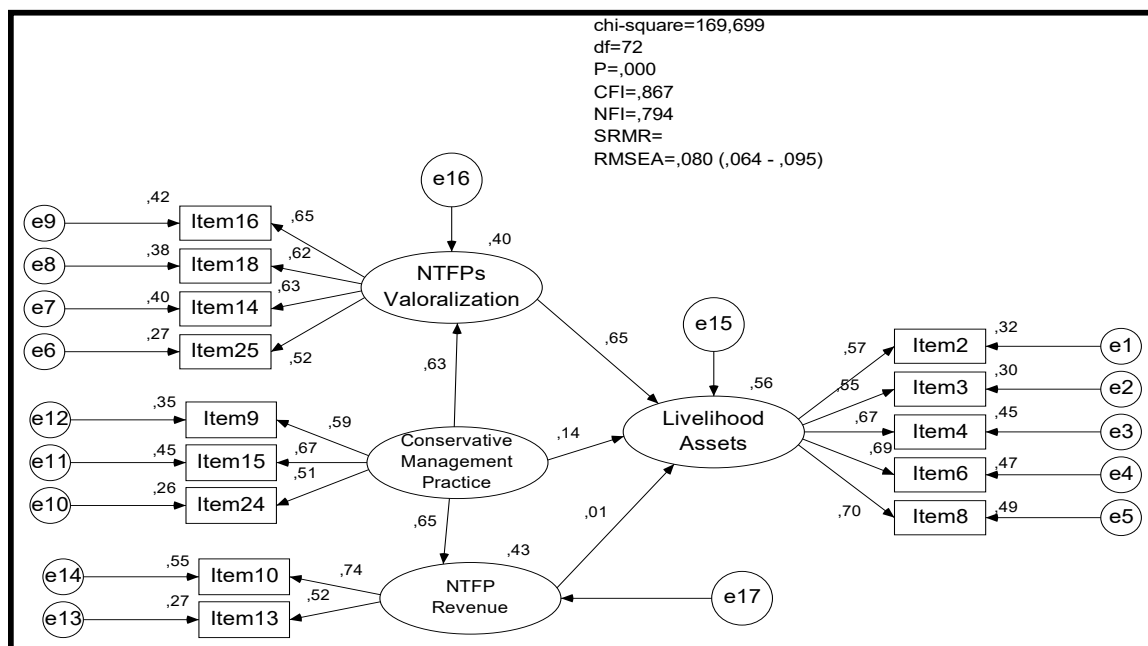 chi-square=169,699
df=72
P=,000
CFI=,867
NFI=,794
SRMR=
RMSEA=,080 (,064 - ,095)
e16
,42
e9
Item16
,65
,40
e8
,38
Item18
,62
NTFPs
Valoralization
e7
,40
Item14
,63
e6
,27
Item25
,52
,65
e15
,63
,57
Item2
,32
e1
,55
Item3
,30
e2
,56
Livelihood
Assets
,67
Item4
,45
e3
,69
Item6
,47
e4
,70
Item8
,49
e5
e12
,35
Item9
,59
e11
,45
Item15
,67
Conservative
Management
Practice
,14
e10
,26
Item24
,51
,65
,01
,43
e14
,55
Item10
,74
NTFP
Revenue
e13
,27
Item13
,52
e17